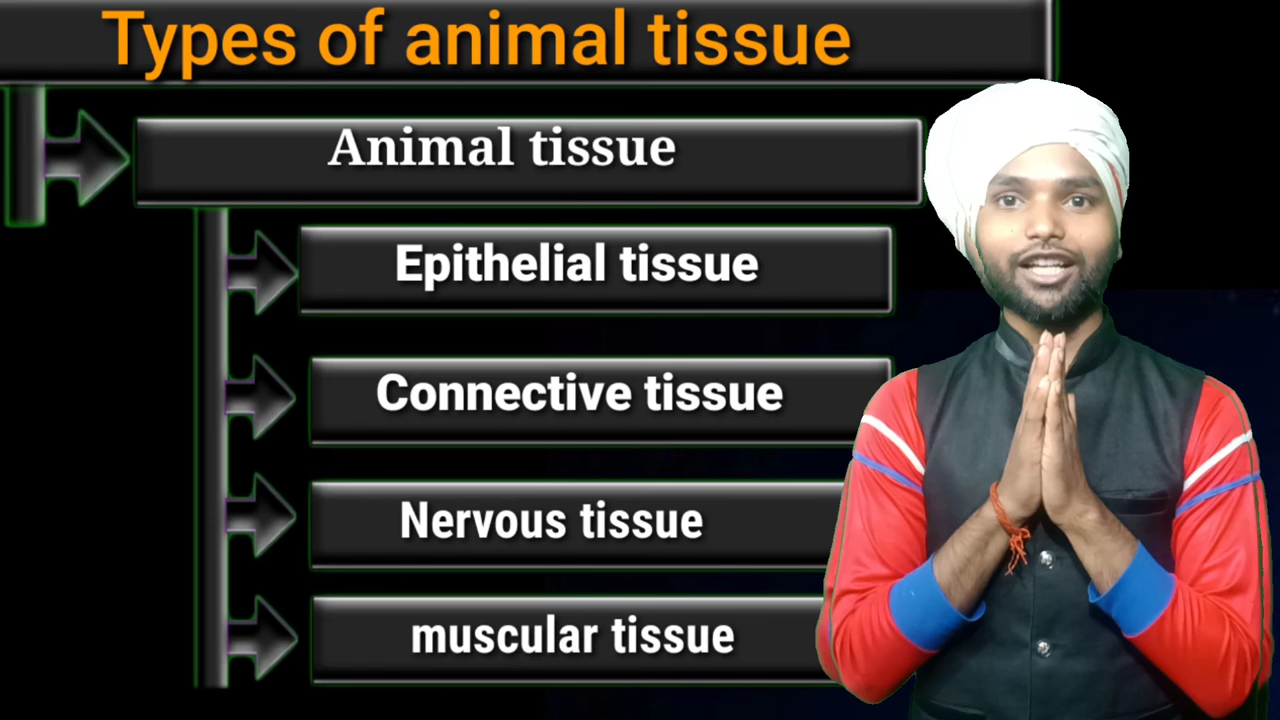 Types of animal tissue
Animal tissue
Epithelial tissue
Connective tissue
Nervous tissue
muscular tissue